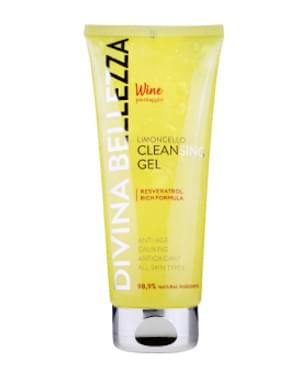 DIVINA BELLEZZA
Wine
LIMONCELLO
CLEANSING
GEL
RESVERATROL
RICH FORMULA
ANTI-AGE
CALMING
ANTIOXIDANT
ALL SKIN TYPES
98,9% NATURAL INGREDIENTS